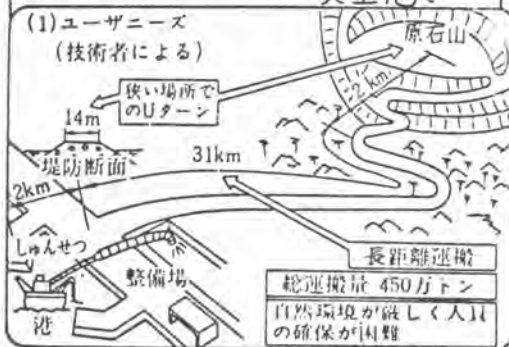 (1)ユーザニーズ
(技術者による)
原石山
狭い場所で
のUターン
2 km
14m
堤防断面
31km
2km
しゅんせつ
整備場
港
長距離運搬
総運搬量 450万トン
自然環境が厳しく人員
の確保が困難